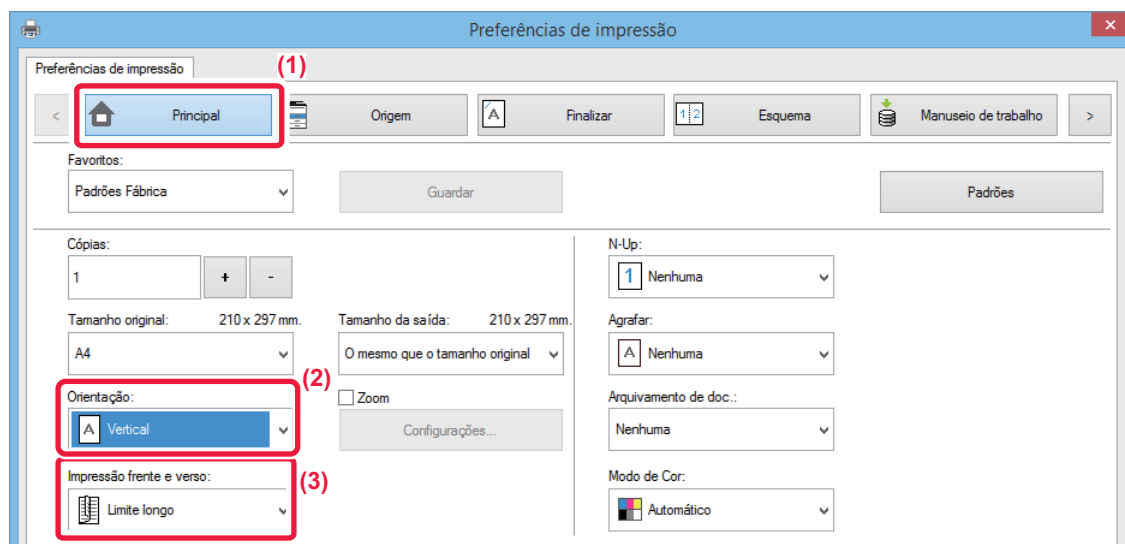 Preferências de impressão
Preferências de impressão
(1)
< Principal Origem Finalizar Esquema Manuseio de trabalho >
Favoritos:
Padrões Fábrica Guardar Padrões
Cópias: N-Up:
1 + - 1 Nenhuma
Tamanho original: 210 x 297 mm. Tamanho da saída: 210 x 297 mm. Agrafar:
A4 O mesmo que o tamanho original A Nenhuma
(2)
Orientação: Zoom Arquivamento de doc.:
A Vertical Configurações... Nenhuma
Impressão frente e verso: (3) Modo de Cor:
Limite longo Automático